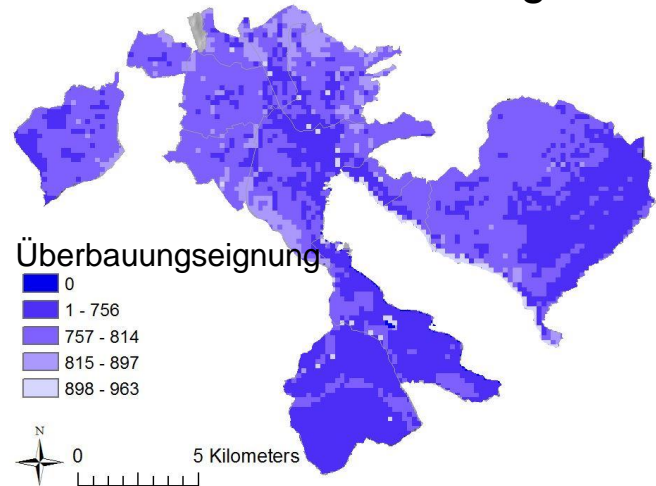 Überbauungseignung
0
1 - 756
757 - 814
815 - 897
898 - 963
N
0
5 Kilometers